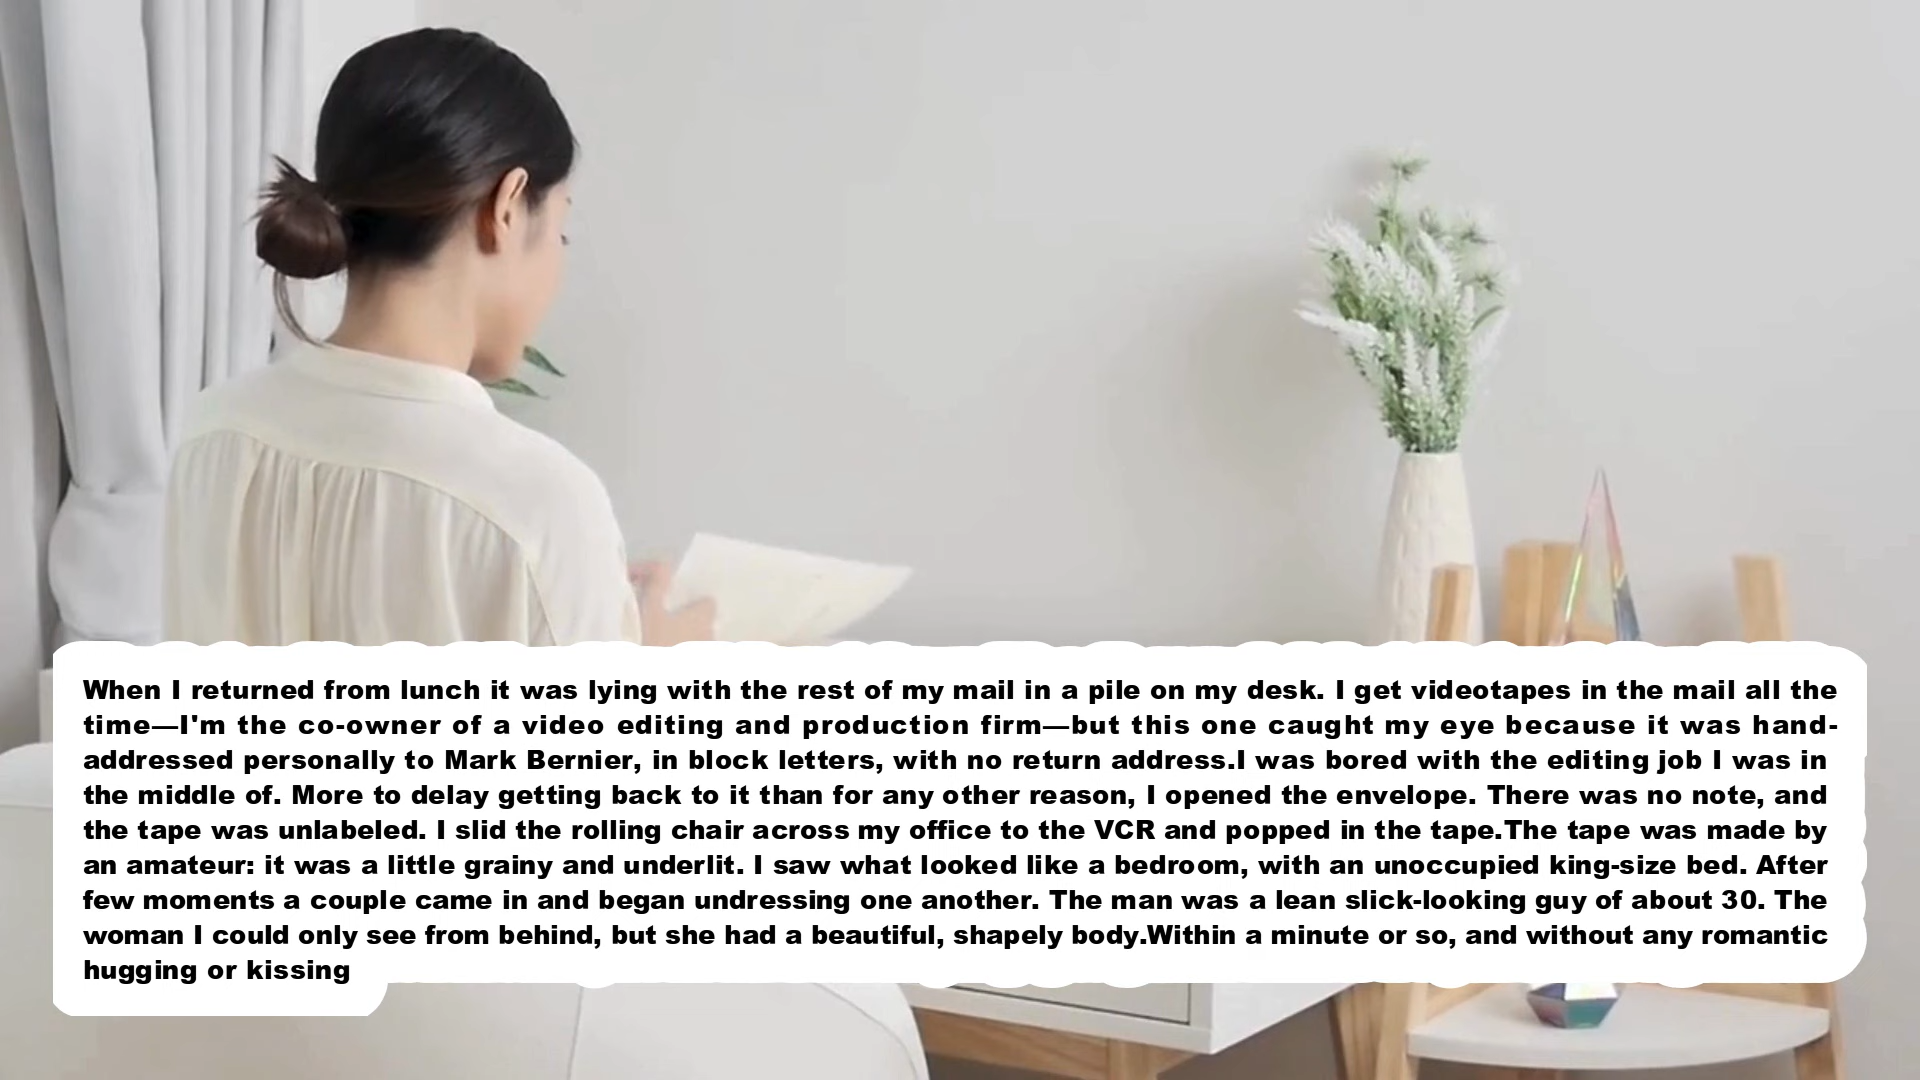 When I returned from lunch it was lying with the rest of my mail in a pile on my desk. I get videotapes in the mail all the
time—I'm the co-owner of a video editing and production firm—but this one caught my eye because it was hand-
addressed personally to Mark Bernier, in block letters, with no return address.I was bored with the editing job I was in
the middle of. More to delay getting back to it than for any other reason, I opened the envelope. There was no note, and
the tape was unlabeled. I slid the rolling chair across my office to the VCR and popped in the tape.The tape was made by
an amateur: it was a little grainy and underlit. I saw what looked like a bedroom, with an unoccupied king-size bed. After
few moments a couple came in and began undressing one another. The man was a lean slick-looking guy of about 30. The
woman I could only see from behind, but she had a beautiful, shapely body.Within a minute or so, and without any romantic
hugging or kissing